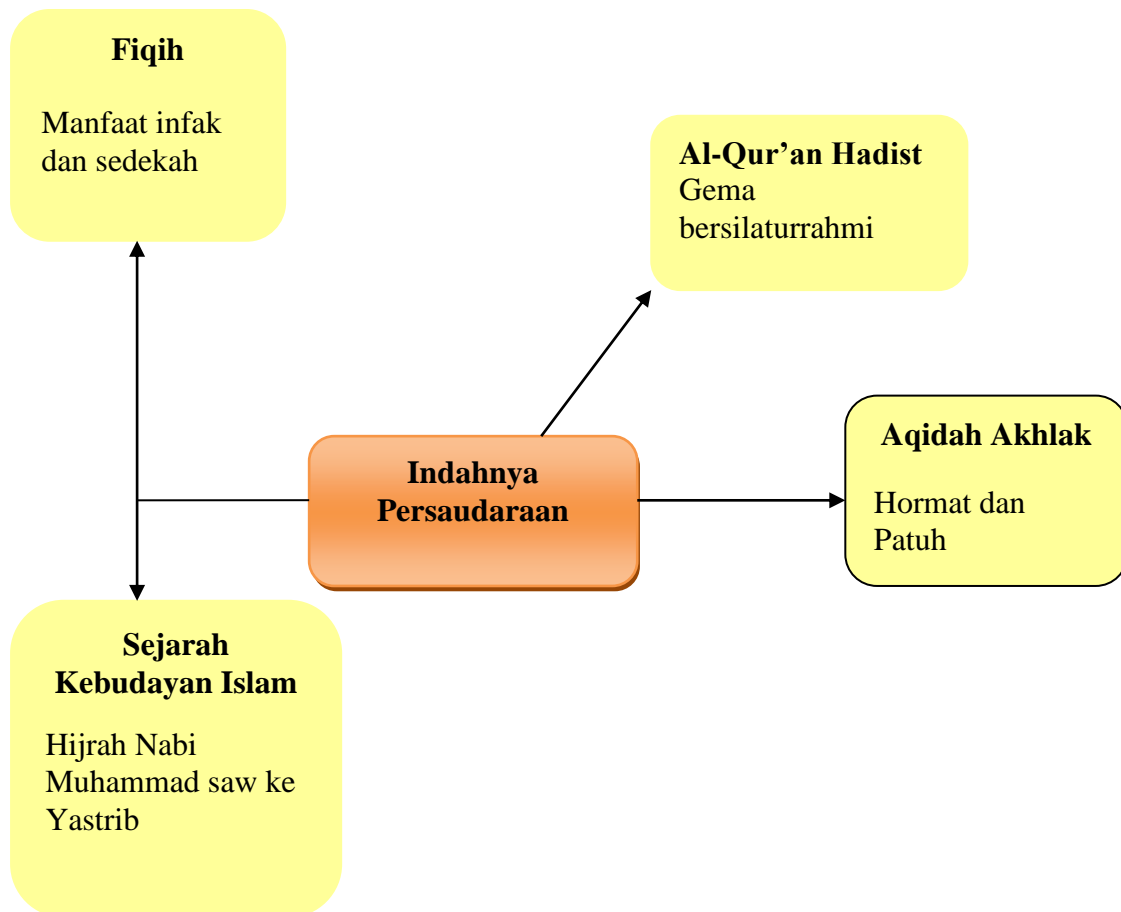 Fiqih
Manfaat infak
dan sedekah
Al-Qur’an Hadist
Gema
bersilaturrahmi
Indahnya
Persaudaraan
Aqidah Akhlak
Hormat dan
Patuh
Sejarah
Kebudayan Islam
Hijrah Nabi
Muhammad saw ke
Yastrib